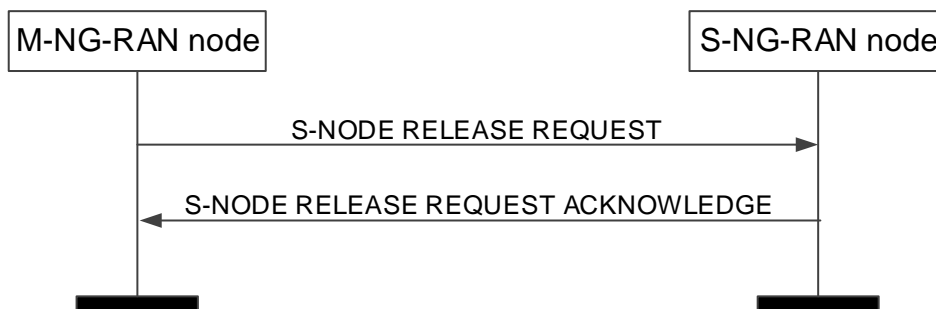 M-NG-RAN node
S-NG-RAN node
S-NODE RELEASE REQUEST
S-NODE RELEASE REQUEST ACKNOWLEDGE